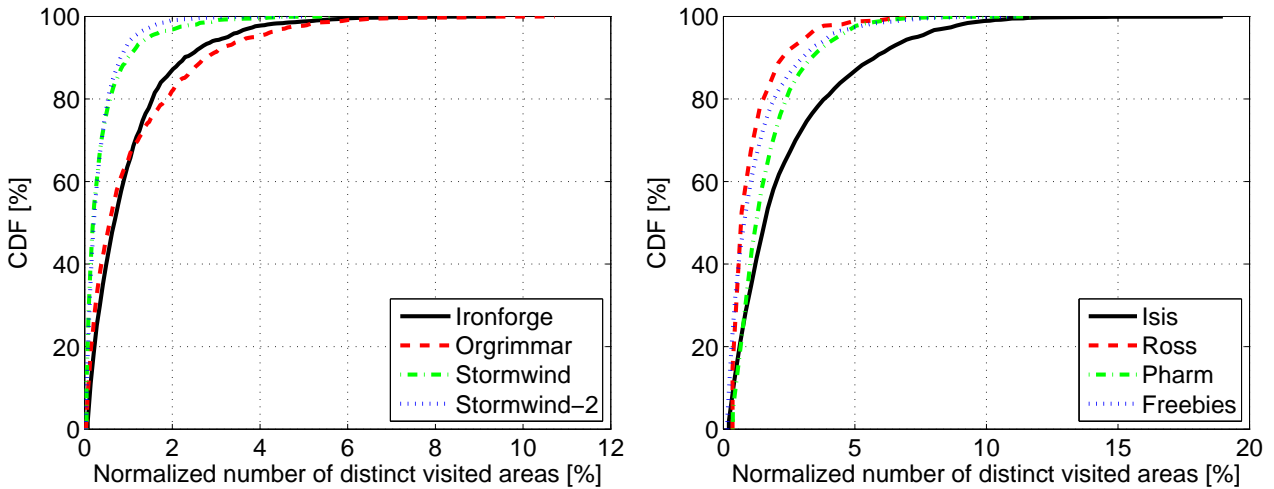 100
80
60
40
20
0
CDF [%]
0 2 4 6 8 10 12
Normalized number of distinct visited areas [%]
Ironforge
Orgrimmar
Stormwind
Stormwind-2
100
80
60
40
20
0
CDF [%]
0 5 10 15 20
Normalized number of distinct visited areas [%]
Isis
Ross
Pharm
Freebies